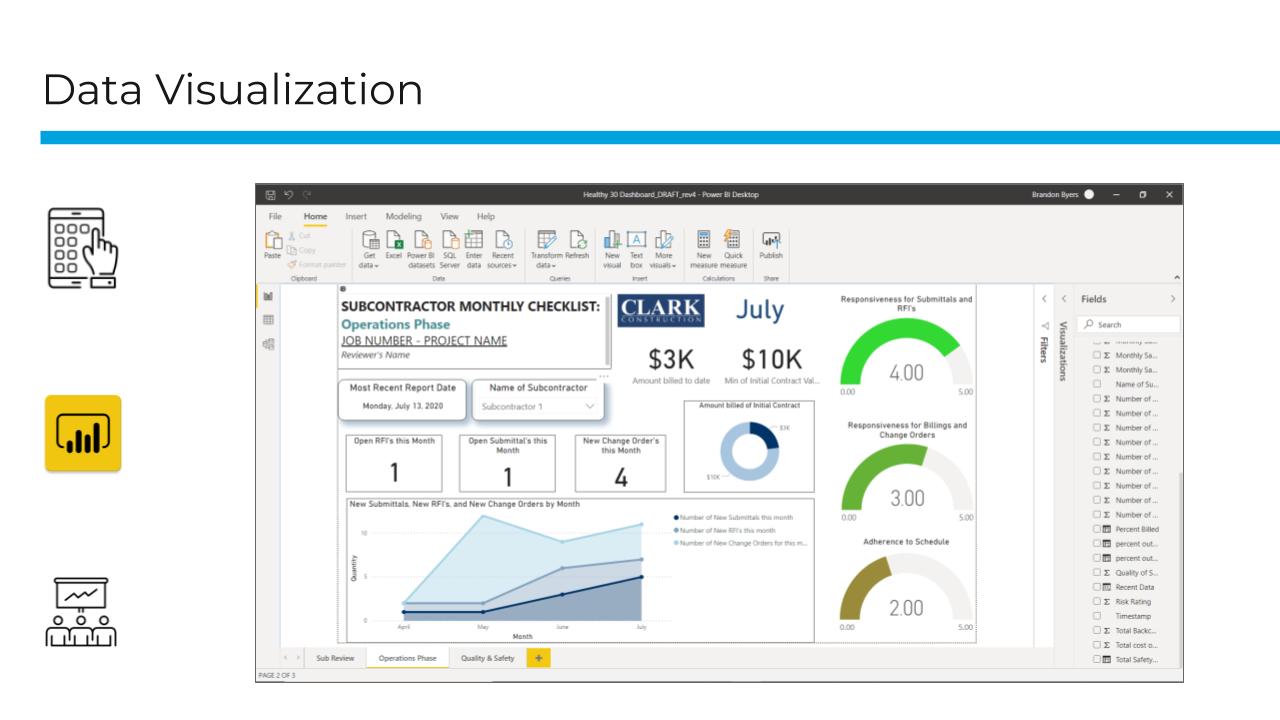 Data Visualization
Healthy 30 Dashboard_DRAFT_rev4 - Power BI Desktop
Brandon Byers
File Home Insert Modeling View Help
Paste
Cut
Copy
Format painter
Get data
Excel
Power BI datasets
SQL Server
Enter data
Recent sources
Transform data
Refresh
New visual
Text box
More visuals
New measure
Quick measure
Publish
Clipboard
Data
Queries
Insert
Calculations
Share
SUBCONTRACTOR MONTHLY CHECKLIST:
Operations Phase
JOB NUMBER - PROJECT NAME
Reviewer's Name
CLARK
CONSTRUCTION
July
$3K
Amount billed to date
$10K
Min of Initial Contract Val...
Most Recent Report Date
Monday, July 13, 2020
Name of Subcontractor
Subcontractor 1
Open RFI's this Month
1
Open Submittal's this
Month
1
New Change Order's
this Month
4
Amount billed of Initial Contract
$3K
$10K
New Submittals, New RFI's, and New Change Orders by Month
Quantity
10
5
0
April May June July
Month
Number of New Submittals this month
Number of New RFI's this month
Number of New Change Orders for this m...
Responsiveness for Submittals and
RFI's
4.00
0.00 5.00
Responsiveness for Billings and
Change Orders
3.00
0.00 5.00
Adherence to Schedule
2.00
0.00 5.00
Filters
Visualizations
Fields
Search
Monthly Sa...
Monthly Sa...
Name of Su...
Number of ...
Number of ...
Number of ...
Number of ...
Number of ...
Number of ...
Number of ...
Number of ...
Number of ...
Percent Billed
percent out...
percent out...
Quality of S...
Recent Data
Risk Rating
Timestamp
Total Backc...
Total cost o...
Total Safety...
Sub Review
Operations Phase
Quality & Safety
PAGE 2 OF 3